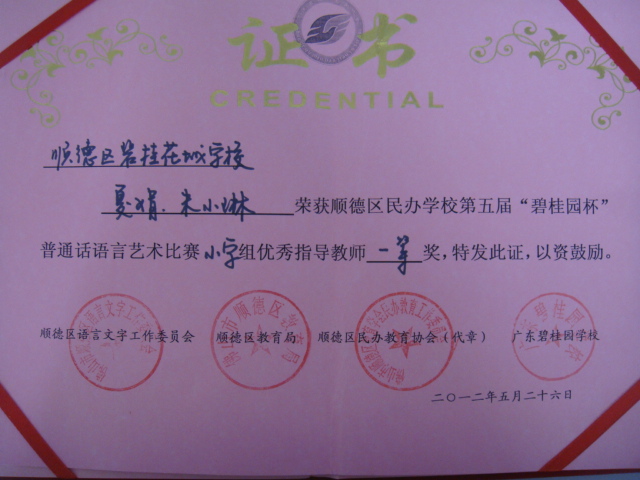 证书
CREDENTIAL
顺德区碧桂花城学校
夏娟、朱小琳 荣获顺德区民办学校第五届“碧桂园杯”
普通话语言艺术比赛小学组优秀指导教师 一等 奖，特发此证，以资鼓励。
顺德区语言文字工作委员会 顺德区教育局 顺德区民办教育协会（代章） 广东碧桂园学校
二〇一二年五月二十六日